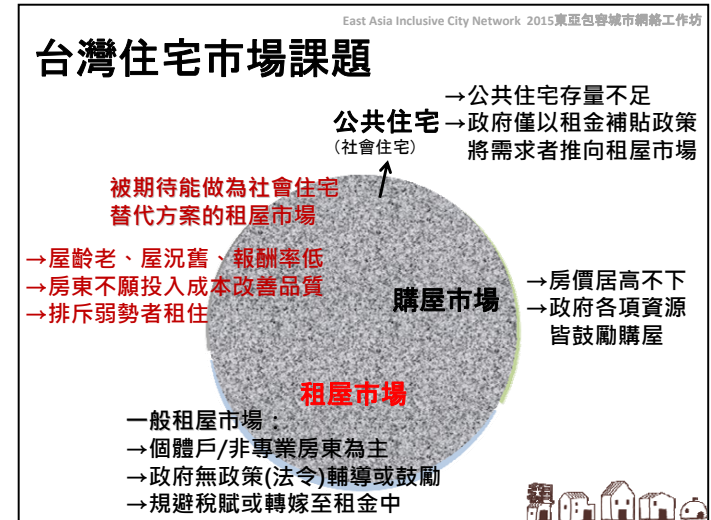 East Asia Inclusive City Network 2015東亞包容城市網絡工作坊
台灣住宅市場課題
公共住宅
（社會住宅）
→公共住宅存量不足
→政府僅以租金補貼政策
將需求者推向租屋市場
被期待能做為社會住宅
替代方案的租屋市場
→屋齡老、屋況舊、報酬率低
→房東不願投入成本改善品質
→排斥弱勢者租住
購屋市場
→房價居高不下
→政府各項資源
皆鼓勵購屋
租屋市場
一般租屋市場：
→個體戶/非專業房東為主
→政府無政策(法令)輔導或鼓勵
→規避稅賦或轉嫁至租金中